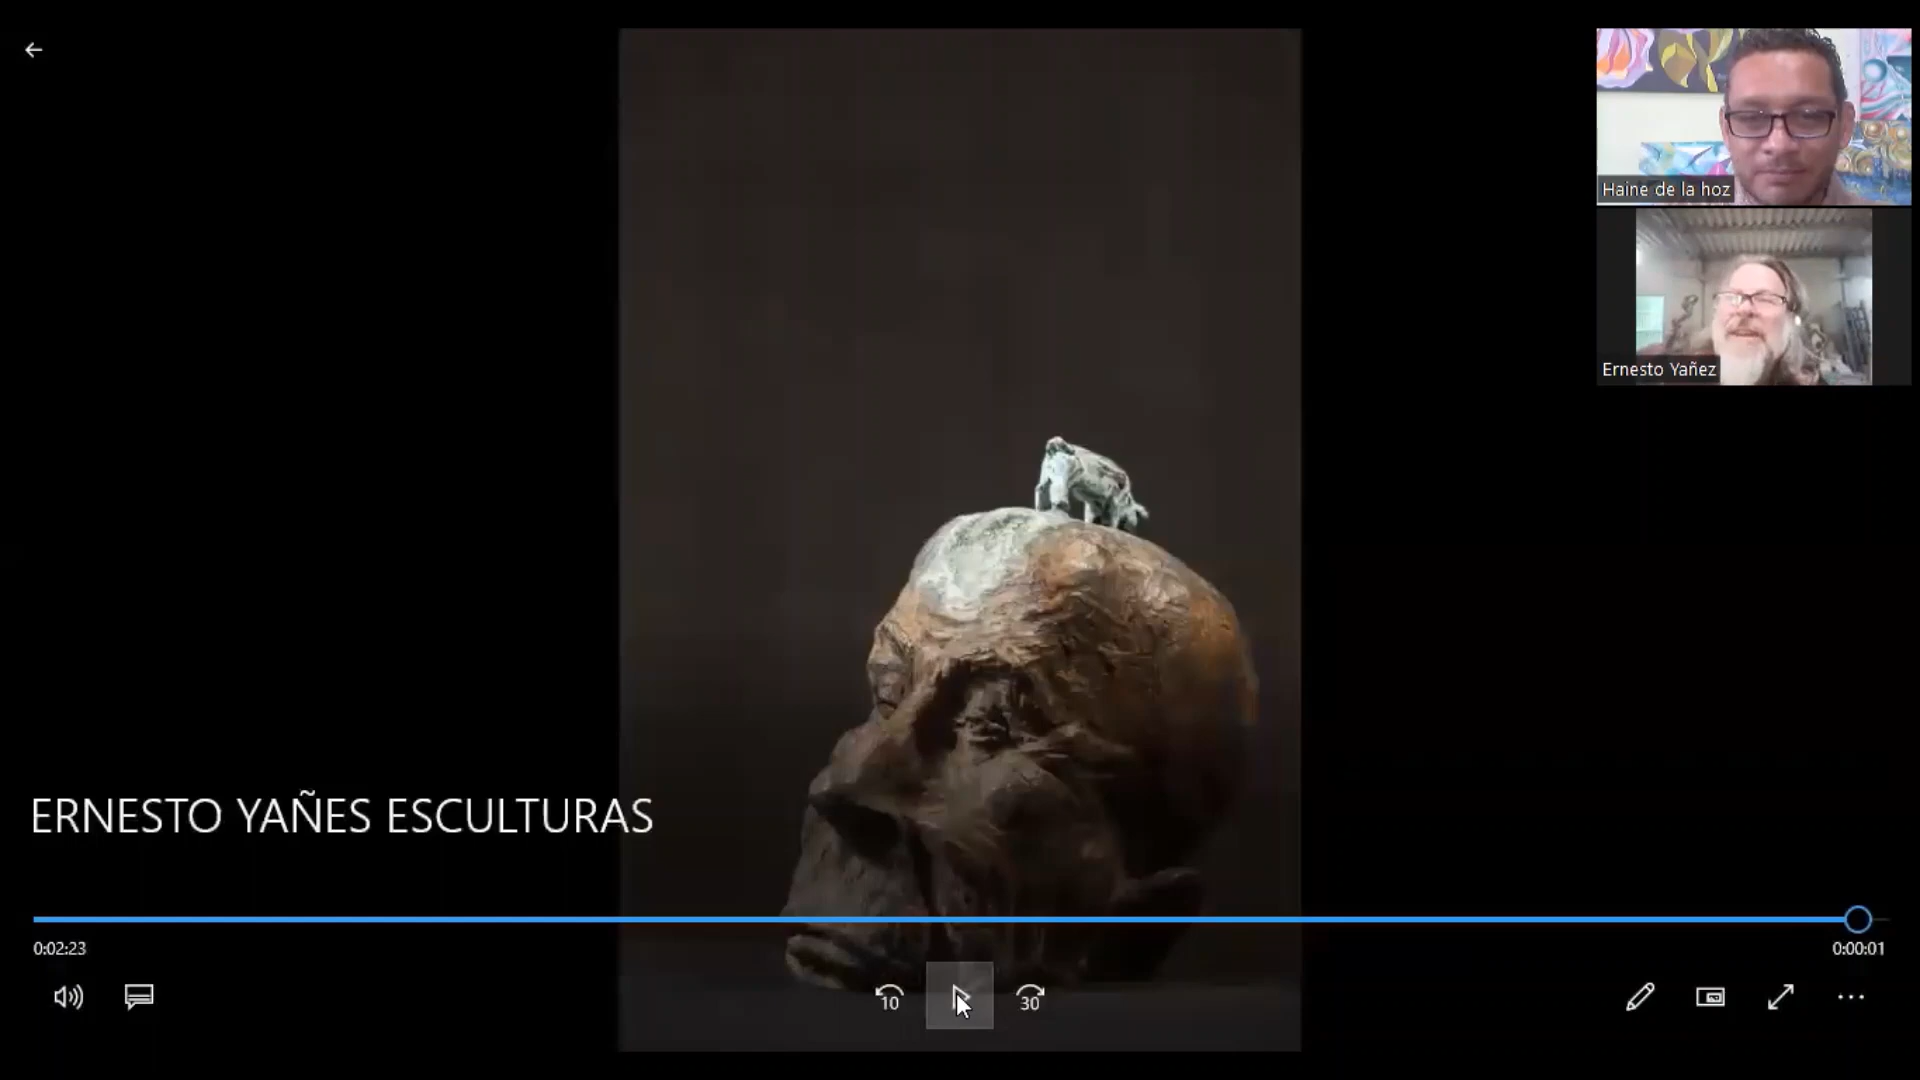 Haine de la hoz
Ernesto Yañez
ERNESTO YAÑES ESCULTURAS
0:02:23
0:00:01
10
30